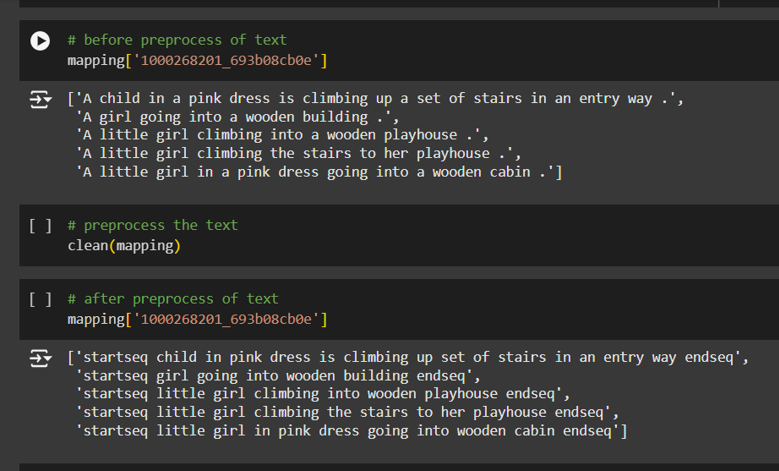 # before preprocess of text
mapping['1000268201_693b08cb0e']
['A child in a pink dress is climbing up a set of stairs in an entry way .',
'A girl going into a wooden building .',
'A little girl climbing into a wooden playhouse .',
'A little girl climbing the stairs to her playhouse .',
'A little girl in a pink dress going into a wooden cabin .']
[ ] # preprocess the text
clean(mapping)
[ ] # after preprocess of text
mapping['1000268201_693b08cb0e']
['startseq child in pink dress is climbing up set of stairs in an entry way endseq',
'startseq girl going into wooden building endseq',
'startseq little girl climbing into wooden playhouse endseq',
'startseq little girl climbing the stairs to her playhouse endseq',
'startseq little girl in pink dress going into wooden cabin endseq']